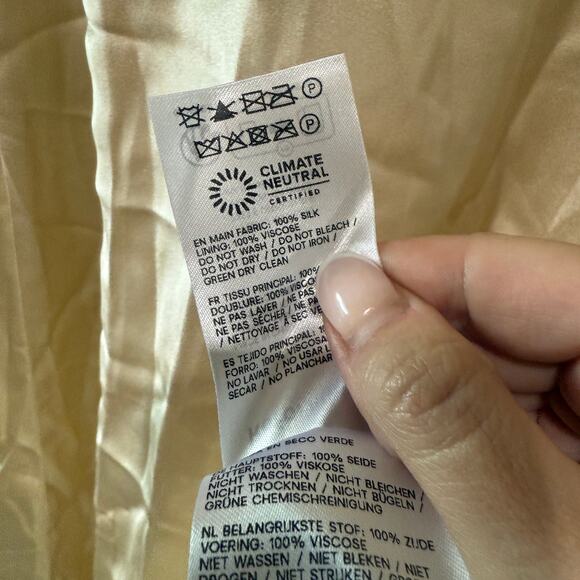 P
P
CLIMATE
NEUTRAL
CERTIFIED
EN MAIN FABRIC: 100% SILK
LINING: 100% VISCOSE
DO NOT WASH / DO NOT BLEACH /
DO NOT DRY / DO NOT IRON /
GREEN DRY CLEAN
FR TISSU PRINCIPAL: 100%
DOUBLURE: 100%
NE PAS LAVER / NE PAS
NE PAS SÉCHER / NE PAS
/ NETTOYAGE À SEC
ES TEJIDO PRINCIPAL: 100%
FORRO: 100% VISCOSA
NO LAVAR / NO USAR
SECAR / NO PLANCHAR
EN SECO VERDE
HAUPTSTOFF: 100% SEIDE
FUTTER: 100% VISKOSE
NICHT WASCHEN / NICHT BLEICHEN /
NICHT TROCKNEN / NICHT BÜGELN /
GRÜNE CHEMISCHREINIGUNG
NL BELANGRIJKSTE STOF: 100% ZIJDE
VOERING: 100% VISCOSE
NIET WASSEN / NIET BLEKEN /
DROGEN / NIET STRIJKEN /